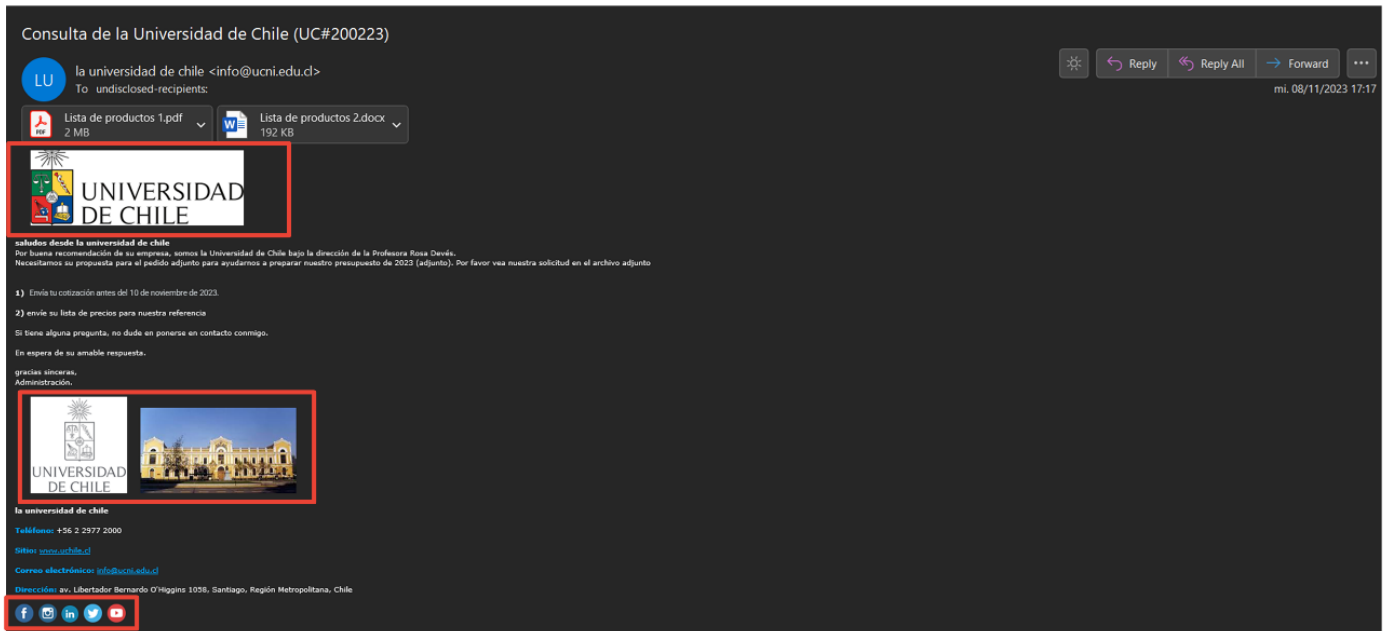 Consulta de la Universidad de Chile (UC#200223)
LU
la universidad de chile <info@ucni.edu.cl>
To undisclosed-recipients:
Reply
Reply All
Forward
mi. 08/11/2023 17:17
PDF
Lista de productos 1.pdf
2 MB
W
Lista de productos 2.docx
192 KB
UNIVERSIDAD
DE CHILE
saludos desde la universidad de chile
Por buena recomendación de su empresa, somos la Universidad de Chile bajo la dirección de la Profesora Rosa Devés.
Necesitamos su propuesta para el pedido adjunto para ayudarnos a preparar nuestro presupuesto de 2023 (adjunto). Por favor vea nuestra solicitud en el archivo adjunto
1) Envía tu cotización antes del 10 de noviembre de 2023.
2) envíe su lista de precios para nuestra referencia
Si tiene alguna pregunta, no dude en ponerse en contacto conmigo.
En espera de su amable respuesta.
gracias sinceras,
Administración.
UNIVERSIDAD
DE CHILE
la universidad de chile
Teléfono: +56 2 2977 2000
Sitio: www.uchile.cl
Correo electrónico: info@ucni.edu.cl
Dirección: av. Libertador Bernardo O'Higgins 1058, Santiago, Región Metropolitana, Chile